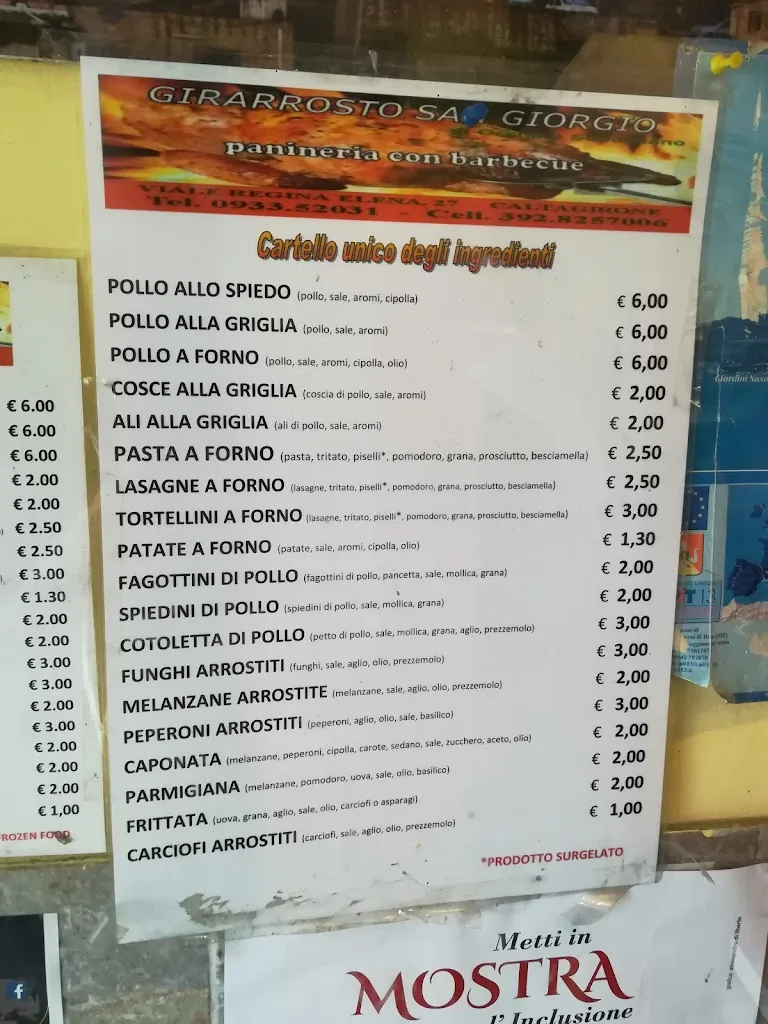 GIRARROSTO SA GIORGIO
panineria con barbecue
VIALE REGINA ELENA, 27 CALTAGIRONE
Tel. 0933.52031 - Cell. 392.8257006
Cartello unico degli ingredienti
POLLO ALLO SPIEDO (pollo, sale, aromi, cipolla) € 6,00
POLLO ALLA GRIGLIA (pollo, sale, aromi) € 6,00
POLLO A FORNO (pollo, sale, aromi, cipolla, olio) € 6,00
COSCE ALLA GRIGLIA (coscia di pollo, sale, aromi) € 2,00
ALI ALLA GRIGLIA (ali di pollo, sale, aromi) € 2,00
PASTA A FORNO (pasta, tritato, piselli*, pomodoro, grana, prosciutto, besciamella) € 2,50
LASAGNE A FORNO (lasagne, tritato, piselli*, pomodoro, grana, prosciutto, besciamella) € 2,50
TORTELLINI A FORNO (lasagne, tritato, piselli*, pomodoro, grana, prosciutto, besciamella) € 3,00
PATATE A FORNO (patate, sale, aromi, cipolla, olio) € 1,30
FAGOTTINI DI POLLO (fagottini di pollo, pancetta, sale, mollica, grana) € 2,00
SPIEDINI DI POLLO (spiedini di pollo, sale, mollica, grana) € 2,00
COTOLETTA DI POLLO (petto di pollo, sale, mollica, grana, aglio, prezzemolo) € 3,00
FUNGHI ARROSTITI (funghi, sale, aglio, olio, prezzemolo) € 3,00
MELANZANE ARROSTITE (melanzane, sale, aglio, olio, prezzemolo) € 2,00
PEPERONI ARROSTITI (peperoni, aglio, olio, sale, basilico) € 3,00
CAPONATA (melanzane, peperoni, cipolla, carote, sedano, sale, zucchero, aceto, olio) € 2,00
PARMIGIANA (melanzane, pomodoro, uova, sale, olio, basilico) € 2,00
FRITTATA (uova, grana, aglio, sale, olio, carciofi o asparagi) € 2,00
CARCIOFI ARROSTITI (carciofi, sale, aglio, olio, prezzemolo) € 1,00
*PRODOTTO SURGELATO
€ 6.00
€ 6.00
€ 6.00
€ 2.00
€ 2.00
€ 2.50
€ 2.50
€ 3.00
€ 1.30
€ 2.00
€ 2.00
€ 3.00
€ 3.00
€ 2.00
€ 3.00
€ 2.00
€ 2.00
€ 2.00
€ 1,00
ROZEN FOOD
Metti in
MOSTRA
l'Inclusione
f